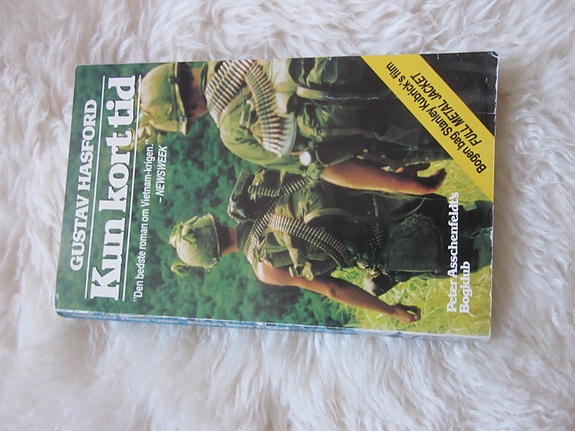 GUSTAV HASFORD
Kun kort tid
"Den bedste roman om Vietnam-krigen."
–NEWSWEEK
Bogen bag Stanley Kubrick's film
FULL METAL JACKET
Peter Asschenfeldt's
Bogklub